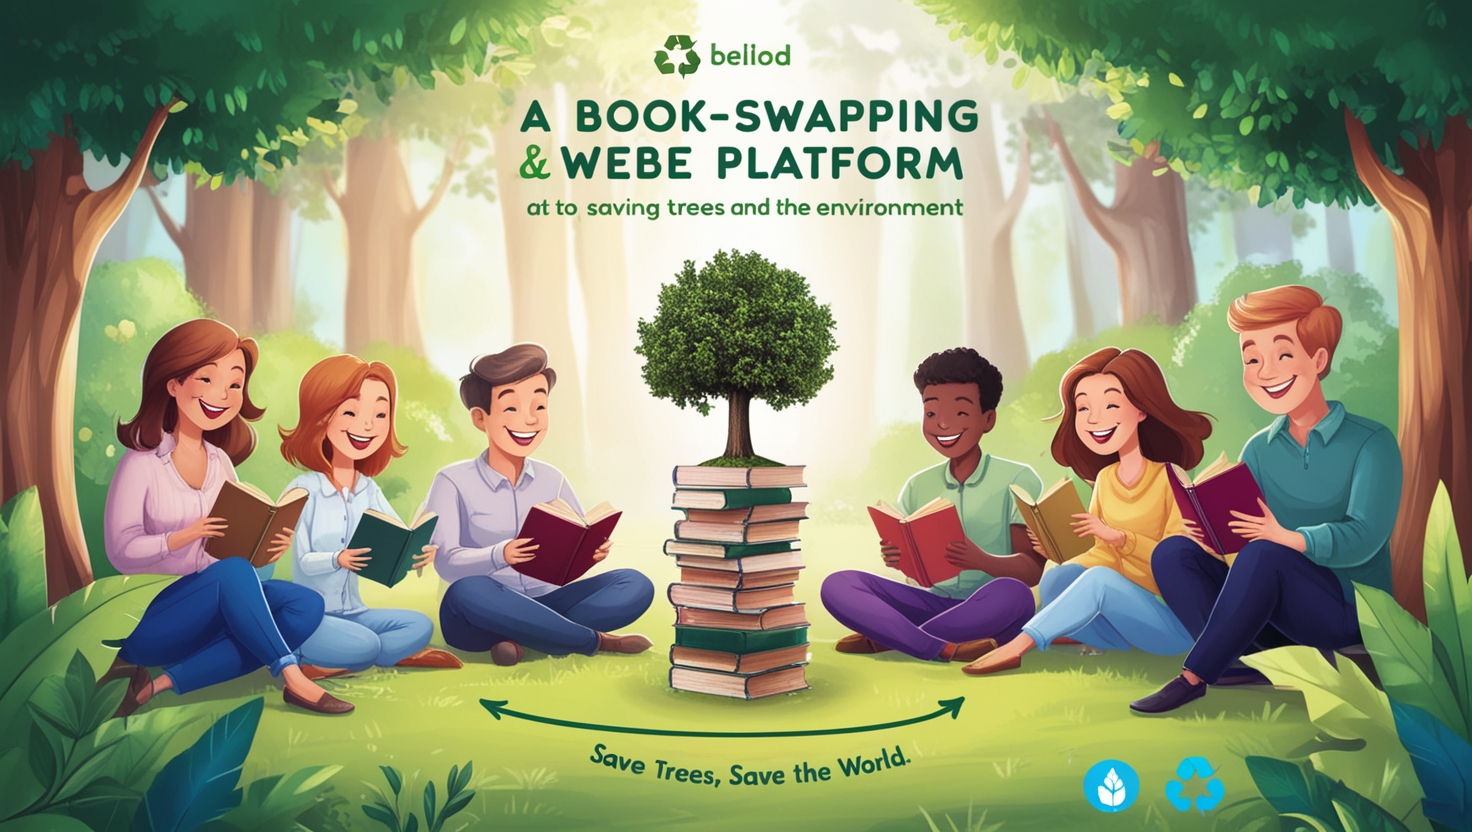 beliod
A BOOK-SWAPPING
& WEBE PLATFORM
at to saving trees and the environment
Save Trees, Save the World.